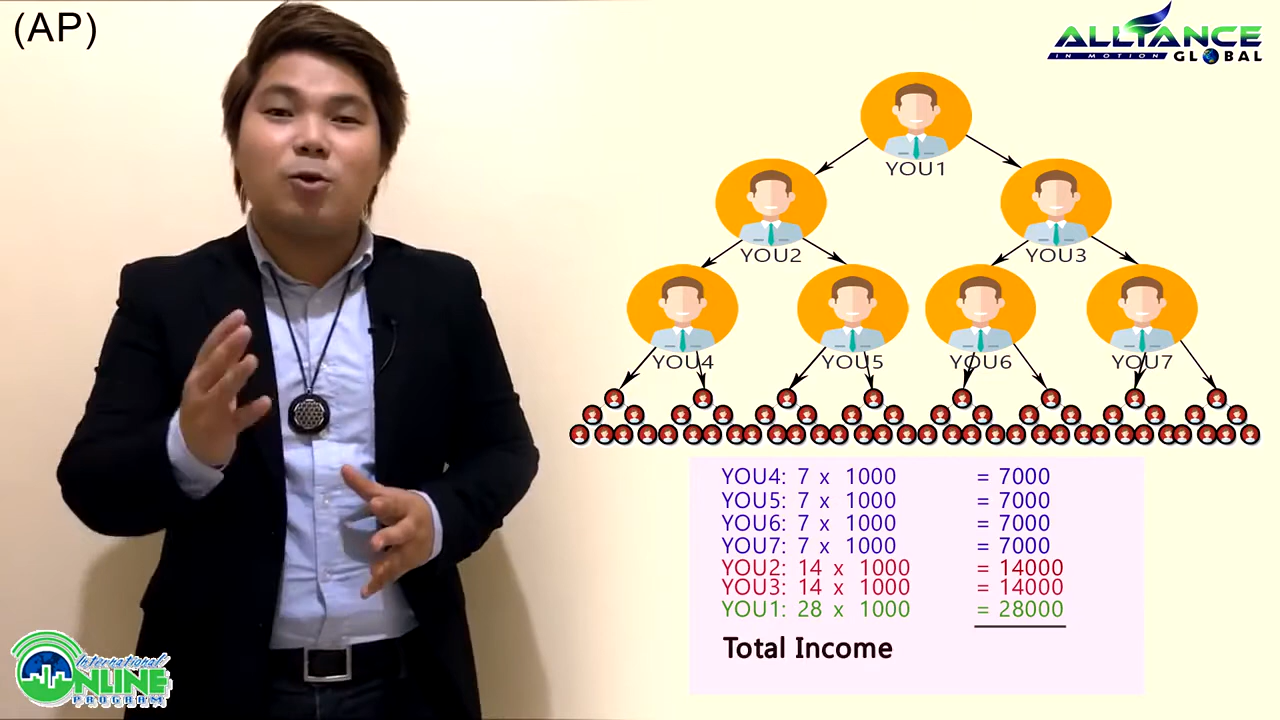 (AP)
ALLIANCE
IN MOTION GLOBAL
YOU1
YOU2 YOU3
YOU4 YOU5 YOU6 YOU7
YOU4: 7 x 1000 = 7000
YOU5: 7 x 1000 = 7000
YOU6: 7 x 1000 = 7000
YOU7: 7 x 1000 = 7000
YOU2: 14 x 1000 = 14000
YOU3: 14 x 1000 = 14000
YOU1: 28 x 1000 = 28000
Total Income
International
ONLINE
PROGRAM